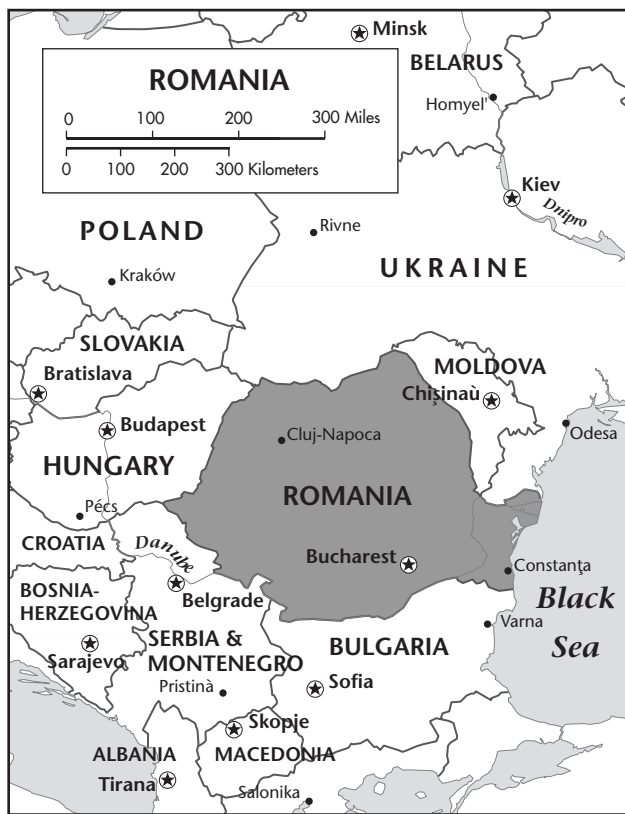 Minsk
BELARUS
ROMANIA
0 100 200 300 Miles
0 100 200 300 Kilometers
Homyel'
Kiev
Dnipro
POLAND
Rivne
UKRAINE
Kraków
SLOVAKIA
Bratislava
MOLDOVA
Chişinaù
Budapest
Cluj-Napoca
Odesa
HUNGARY
ROMANIA
Pécs
CROATIA
Danube
Bucharest
Constanţa
BOSNIA-
HERZEGOVINA
Belgrade
Black
Sea
Varna
SERBIA &
MONTENEGRO
BULGARIA
Sarajevo
Pristinà
Sofia
Skopje
ALBANIA
MACEDONIA
Tirana
Salonika